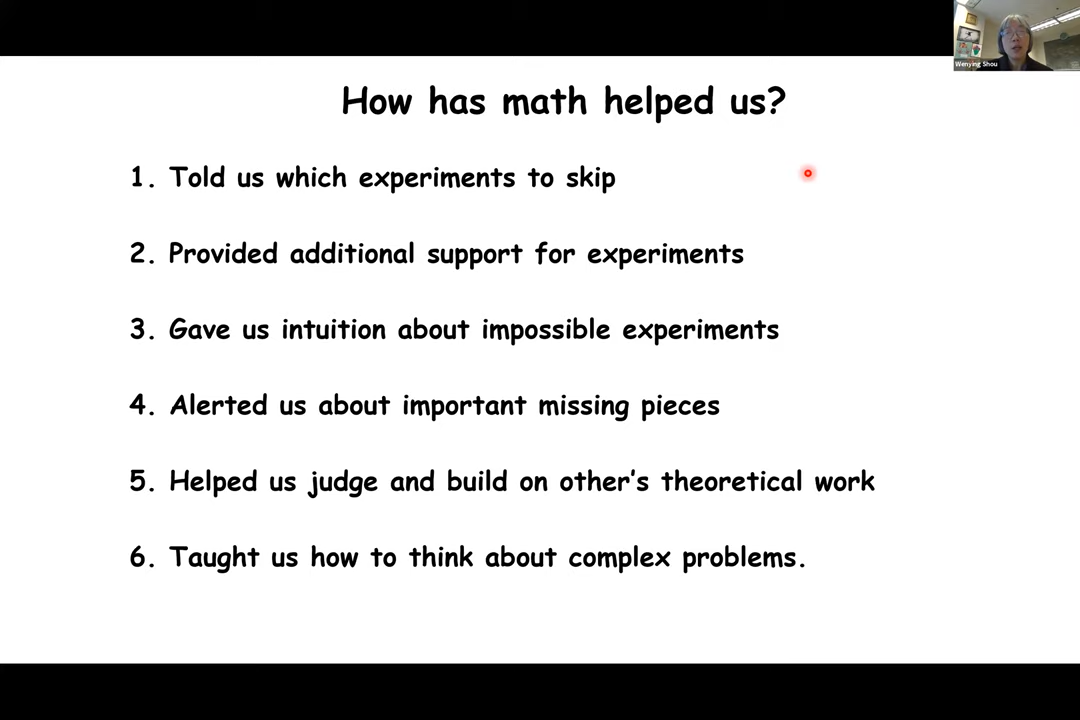 Wenying Shou
How has math helped us?
1. Told us which experiments to skip
2. Provided additional support for experiments
3. Gave us intuition about impossible experiments
4. Alerted us about important missing pieces
5. Helped us judge and build on other’s theoretical work
6. Taught us how to think about complex problems.